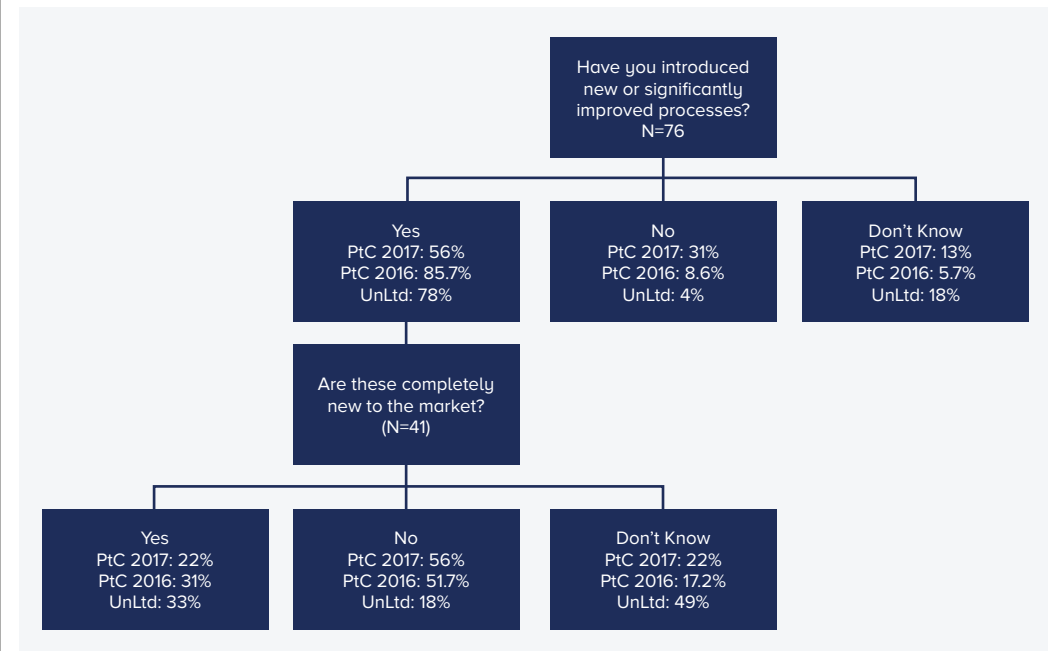 Have you introduced
new or significantly
improved processes?
N=76
Yes
PtC 2017: 56%
PtC 2016: 85.7%
UnLtd: 78%
No
PtC 2017: 31%
PtC 2016: 8.6%
UnLtd: 4%
Don't Know
PtC 2017: 13%
PtC 2016: 5.7%
UnLtd: 18%
Are these completely
new to the market?
(N=41)
Yes
PtC 2017: 22%
PtC 2016: 31%
UnLtd: 33%
No
PtC 2017: 56%
PtC 2016: 51.7%
UnLtd: 18%
Don't Know
PtC 2017: 22%
PtC 2016: 17.2%
UnLtd: 49%